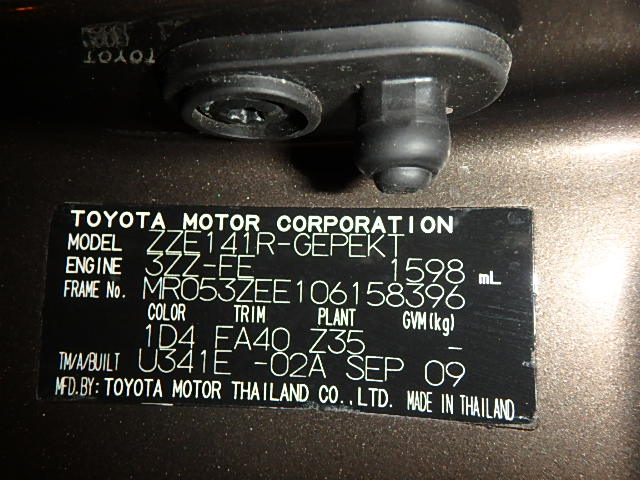 TOYOT
TOYOTA MOTOR CORPORATION
MODEL ZZE141R-GEPEKT
ENGINE 3ZZ-FE 1598 mL
FRAME No. MR053ZEE106158396
COLOR TRIM PLANT GVM(kg)
1D4 FA40 Z35 -
TM/A/BUILT U341E -02A SEP 09
MFD.BY: TOYOTA MOTOR THAILAND CO.,LTD. MADE IN THAILAND